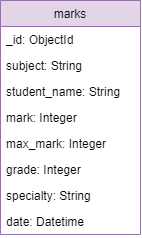 marks
_id: ObjectId
subject: String
student_name: String
mark: Integer
max_mark: Integer
grade: Integer
specialty: String
date: Datetime